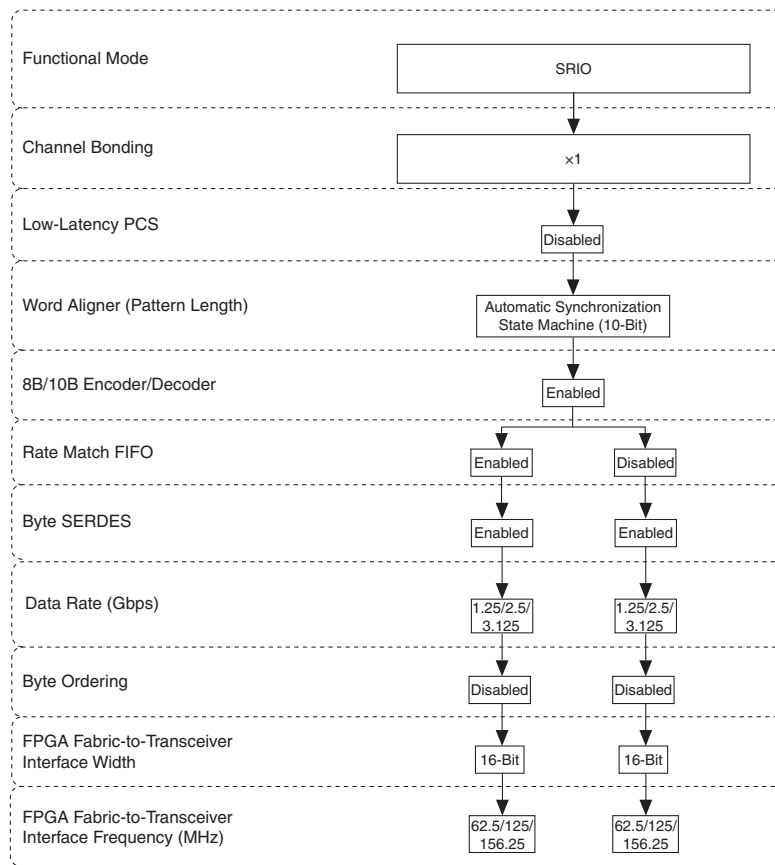 Functional Mode
SRIO
Channel Bonding
×1
Low-Latency PCS
Disabled
Word Aligner (Pattern Length)
Automatic Synchronization
State Machine (10-Bit)
8B/10B Encoder/Decoder
Enabled
Rate Match FIFO
Enabled
Disabled
Byte SERDES
Enabled
Enabled
Data Rate (Gbps)
1.25/2.5/
3.125
1.25/2.5/
3.125
Byte Ordering
Disabled
Disabled
FPGA Fabric-to-Transceiver
Interface Width
16-Bit
16-Bit
FPGA Fabric-to-Transceiver
Interface Frequency (MHz)
62.5/125/
156.25
62.5/125/
156.25